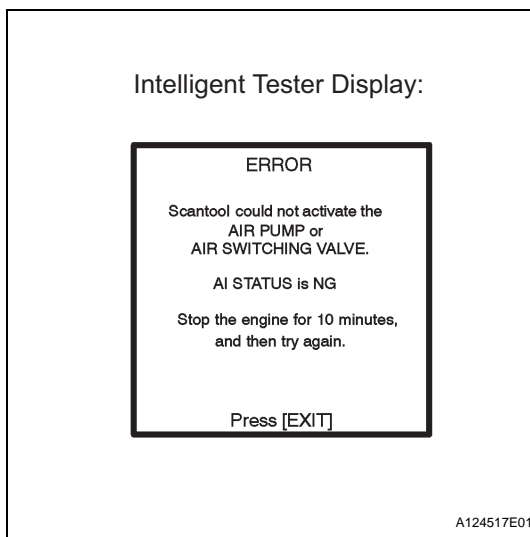 Intelligent Tester Display:
ERROR
Scantool could not activate the
AIR PUMP or
AIR SWITCHING VALVE.
AI STATUS is NG
Stop the engine for 10 minutes,
and then try again.
Press [EXIT]
A124517E01